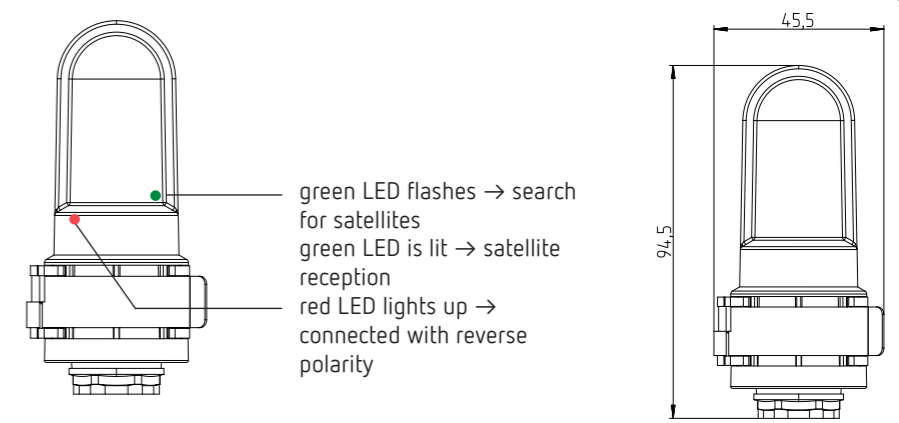 45,5
green LED flashes → search
for satellites
green LED is lit → satellite
reception
red LED lights up →
connected with reverse
polarity
94,5